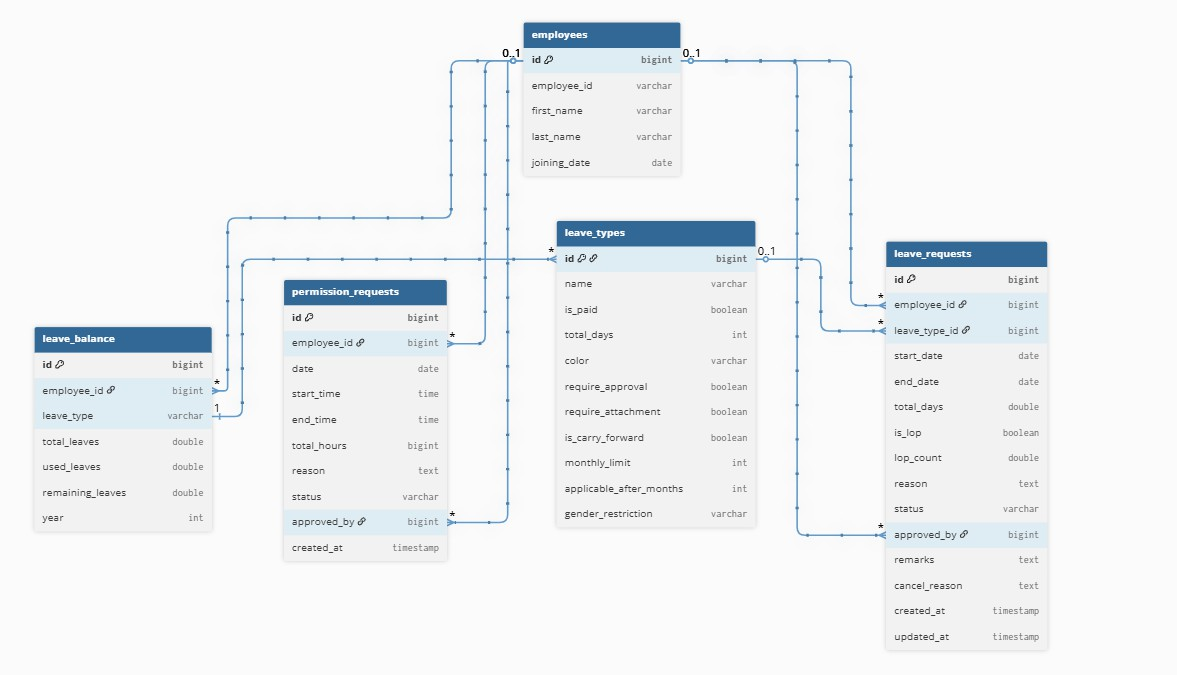 employees
0..1
0..1
id bigint
employee_id varchar
first_name varchar
last_name varchar
joining_date date
leave_types
*
0..1
id bigint
name varchar
is_paid boolean
total_days int
color varchar
require_approval boolean
require_attachment boolean
is_carry_forward boolean
monthly_limit int
applicable_after_months int
gender_restriction varchar
leave_requests
id bigint
*
employee_id bigint
*
leave_type_id bigint
start_date date
end_date date
total_days double
is_lop boolean
lop_count double
reason text
status varchar
*
approved_by bigint
remarks text
cancel_reason text
created_at timestamp
updated_at timestamp
permission_requests
id bigint
*
employee_id bigint
date date
start_time time
end_time time
total_hours bigint
reason text
status varchar
*
approved_by bigint
created_at timestamp
leave_balance
id bigint
*
employee_id bigint
1
leave_type varchar
total_leaves double
used_leaves double
remaining_leaves double
year int